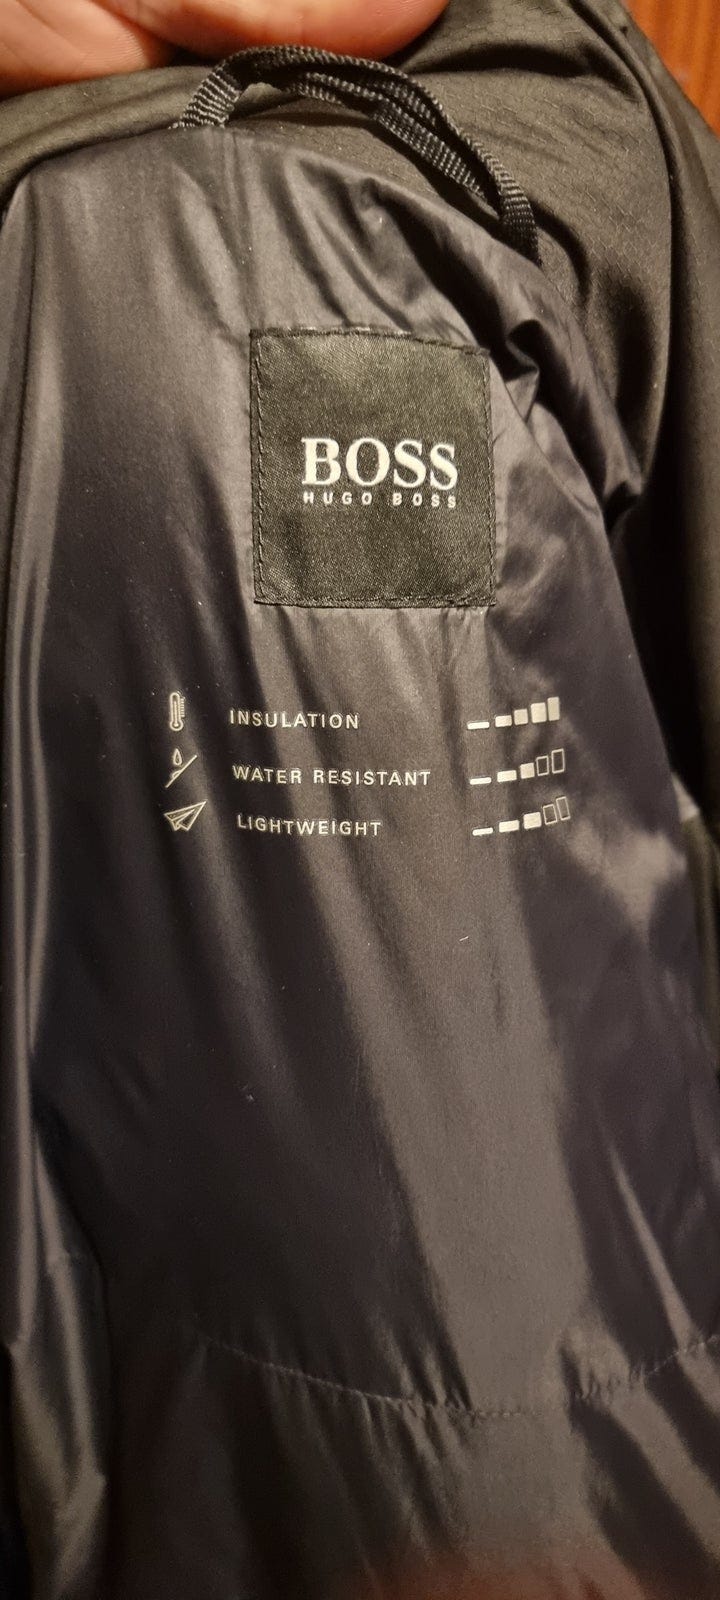 BOSS
HUGO BOSS
INSULATION
WATER RESISTANT
LIGHTWEIGHT